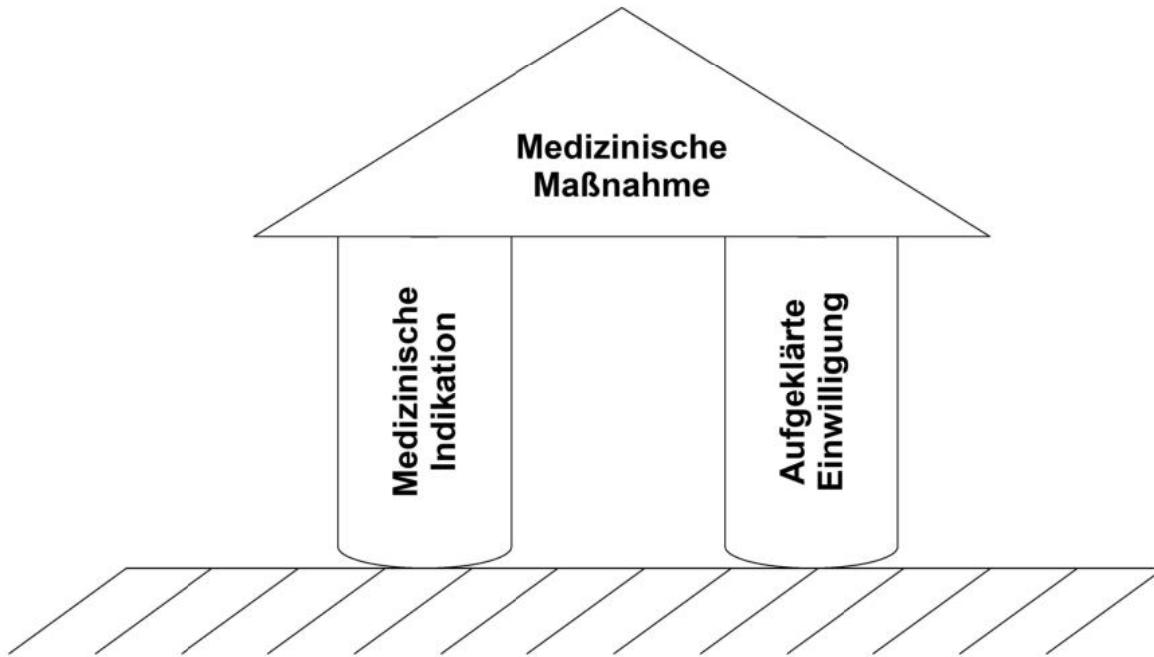 Medizinische
Maßnahme
Medizinische
Indikation
Aufgeklärte
Einwilligung